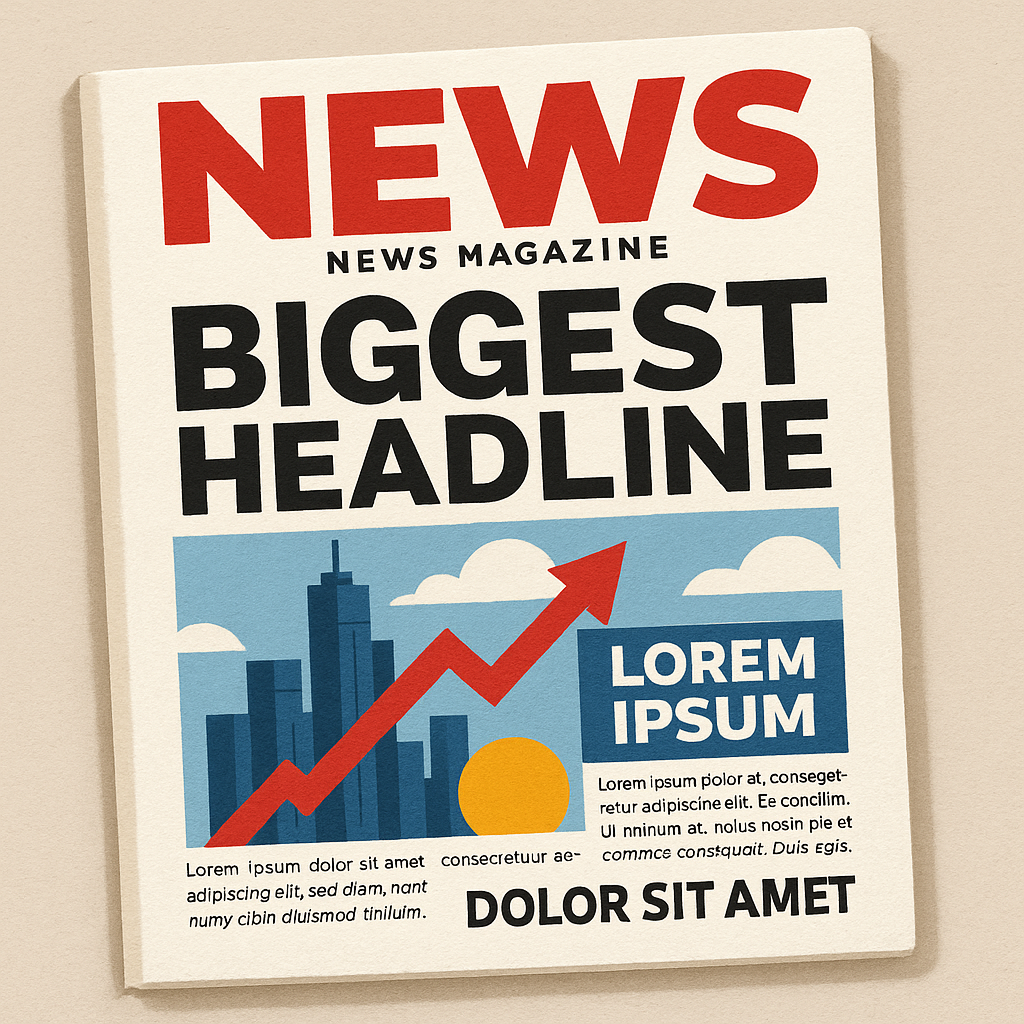 NEWS
NEWS MAGAZINE
BIGGEST
HEADLINE
LOREM
IPSUM
Lorem ipsum polor at, conseget-
retur adipiscine elit. Ee concilim.
Ul nninum at. nolus nosin pie et
commce constquait. Duis Egis.
Lorem ipsum dolor sit amet consecretuur ae-
adipiscing elit, sed diam, nant
numy cibin dluismod tiniluim.
DOLOR SIT AMET